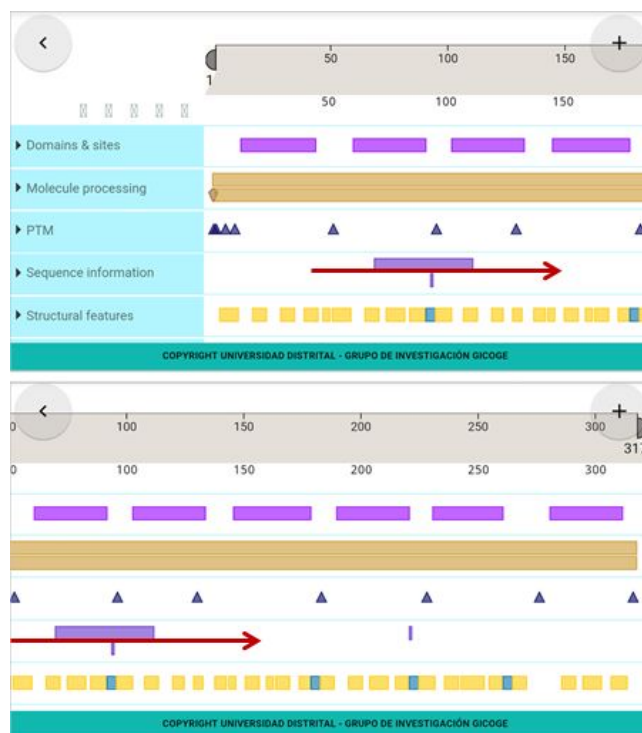 <
+
50 100 150
1
50 100 150
Domains & sites
Molecule processing
PTM
Sequence information
Structural features
COPYRIGHT UNIVERSIDAD DISTRITAL - GRUPO DE INVESTIGACIÓN GICOGE
<
+
0 100 150 200 250 300
317
0 100 150 200 250 300
COPYRIGHT UNIVERSIDAD DISTRITAL - GRUPO DE INVESTIGACIÓN GICOGE